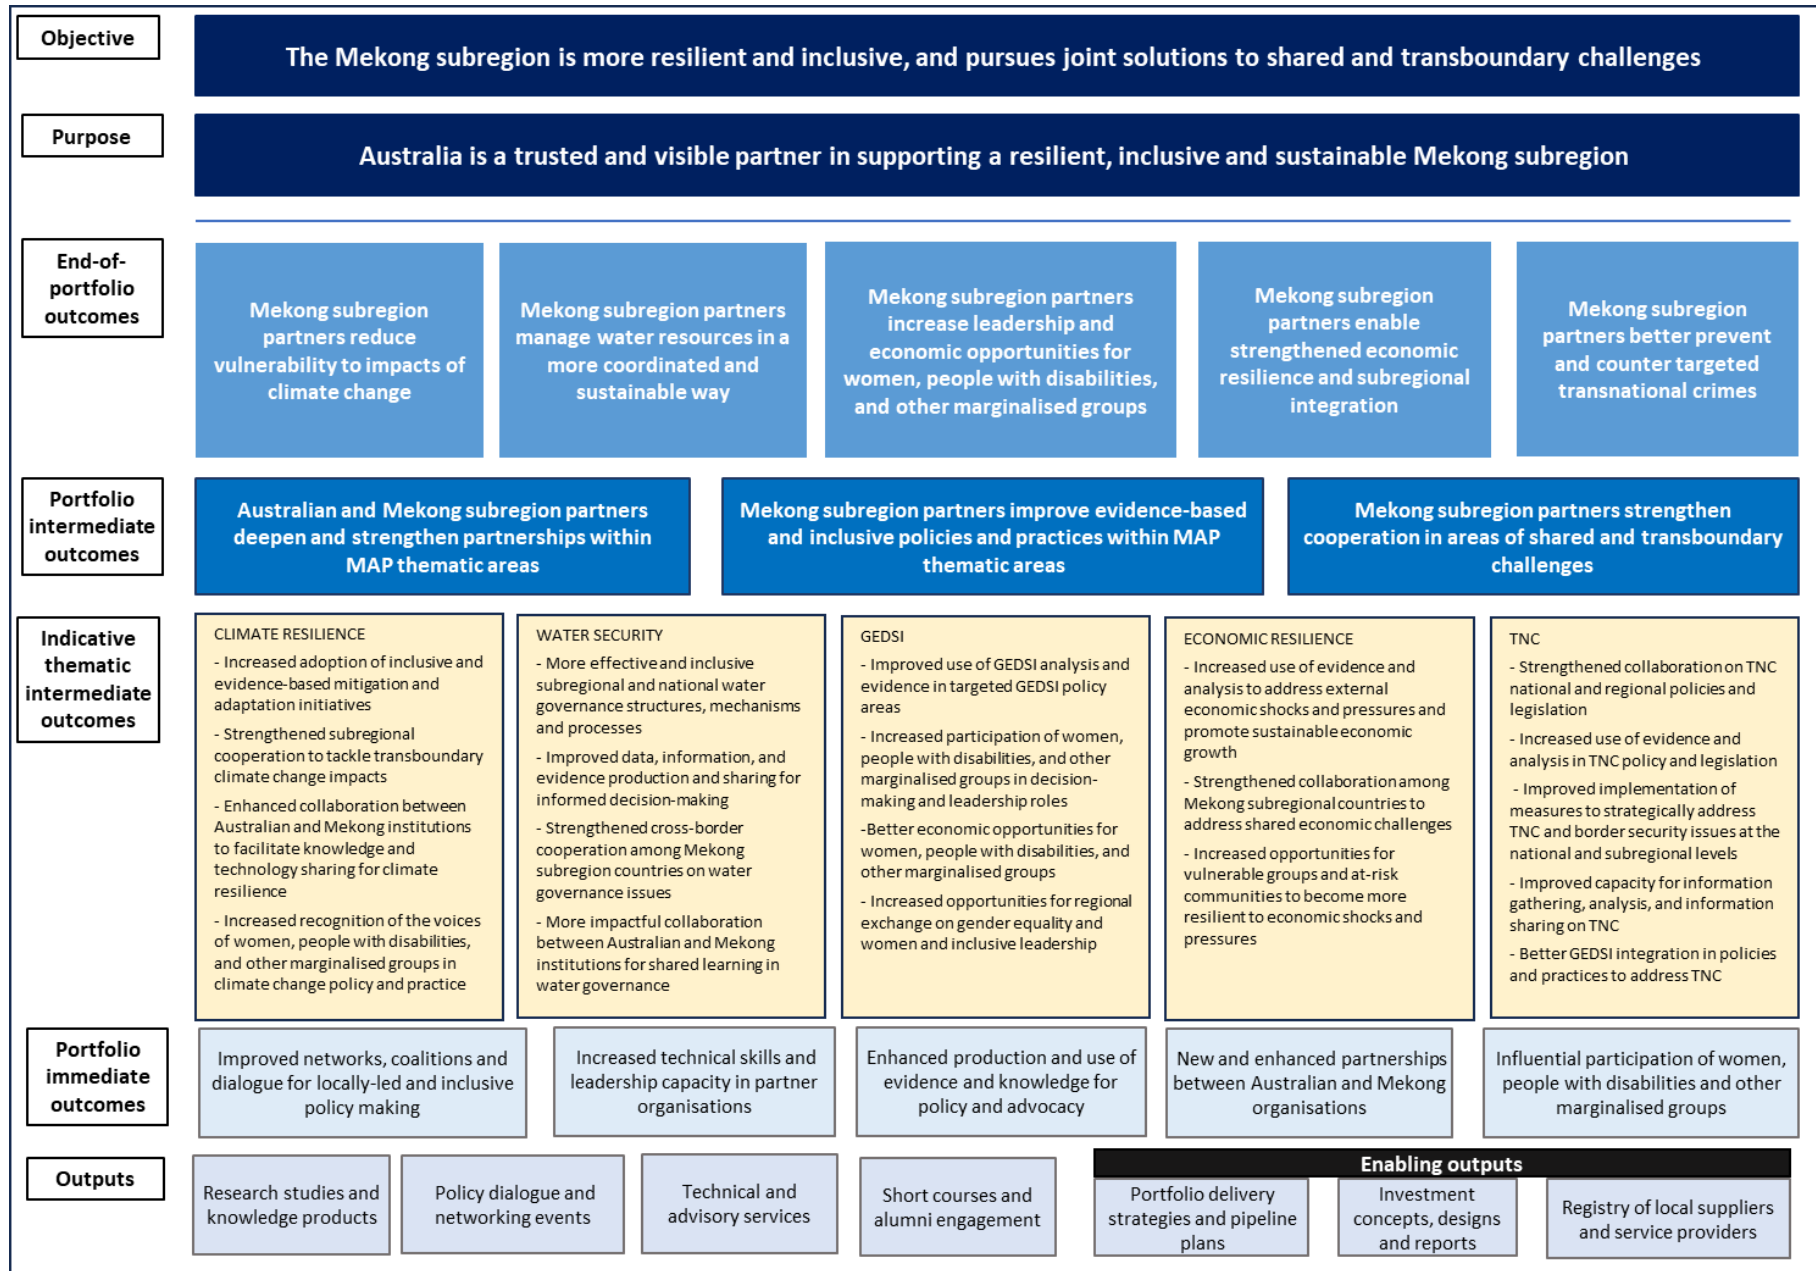 Objective
The Mekong subregion is more resilient and inclusive, and pursues joint solutions to shared and transboundary challenges
Purpose
Australia is a trusted and visible partner in supporting a resilient, inclusive and sustainable Mekong subregion
End-of-
portfolio
outcomes
Mekong subregion
partners reduce
vulnerability to impacts of
climate change
Mekong subregion partners
manage water resources in a
more coordinated and
sustainable way
Mekong subregion partners
increase leadership and
economic opportunities for
women, people with disabilities,
and other marginalised groups
Mekong subregion
partners enable
strengthened economic
resilience and subregional
integration
Mekong subregion
partners better prevent
and counter targeted
transnational crimes
Portfolio
intermediate
outcomes
Australian and Mekong subregion partners
deepen and strengthen partnerships within
MAP thematic areas
Mekong subregion partners improve evidence-based
and inclusive policies and practices within MAP
thematic areas
Mekong subregion partners strengthen
cooperation in areas of shared and transboundary
challenges
Indicative
thematic
intermediate
outcomes
CLIMATE RESILIENCE
- Increased adoption of inclusive and
evidence-based mitigation and
adaptation initiatives
- Strengthened subregional
cooperation to tackle transboundary
climate change impacts
- Enhanced collaboration between
Australian and Mekong institutions
to facilitate knowledge and
technology sharing for climate
resilience
- Increased recognition of the voices
of women, people with disabilities,
and other marginalised groups in
climate change policy and practice
WATER SECURITY
- More effective and inclusive
subregional and national water
governance structures, mechanisms
and processes
- Improved data, information, and
evidence production and sharing for
informed decision-making
- Strengthened cross-border
cooperation among Mekong
subregion countries on water
governance issues
- More impactful collaboration
between Australian and Mekong
institutions for shared learning in
water governance
GEDSI
- Improved use of GEDSI analysis and
evidence in targeted GEDSI policy
areas
- Increased participation of women,
people with disabilities, and other
marginalised groups in decision-
making and leadership roles
-Better economic opportunities for
women, people with disabilities, and
other marginalised groups
- Increased opportunities for regional
exchange on gender equality and
women and inclusive leadership
ECONOMIC RESILIENCE
- Increased use of evidence and
analysis to address external
economic shocks and pressures and
promote sustainable economic
growth
- Strengthened collaboration among
Mekong subregional countries to
address shared economic challenges
- Increased opportunities for
vulnerable groups and at-risk
communities to become more
resilient to economic shocks and
pressures
TNC
- Strengthened collaboration on TNC
national and regional policies and
legislation
- Increased use of evidence and
analysis in TNC policy and legislation
- Improved implementation of
measures to strategically address
TNC and border security issues at the
national and subregional levels
- Improved capacity for information
gathering, analysis, and information
sharing on TNC
- Better GEDSI integration in policies
and practices to address TNC
Portfolio
immediate
outcomes
Improved networks, coalitions and
dialogue for locally-led and inclusive
policy making
Increased technical skills and
leadership capacity in partner
organisations
Enhanced production and use of
evidence and knowledge for
policy and advocacy
New and enhanced partnerships
between Australian and Mekong
organisations
Influential participation of women,
people with disabilities and other
marginalised groups
Outputs
Research studies and
knowledge products
Policy dialogue and
networking events
Technical and
advisory services
Short courses and
alumni engagement
Enabling outputs
Portfolio delivery
strategies and pipeline
plans
Investment
concepts, designs
and reports
Registry of local suppliers
and service providers